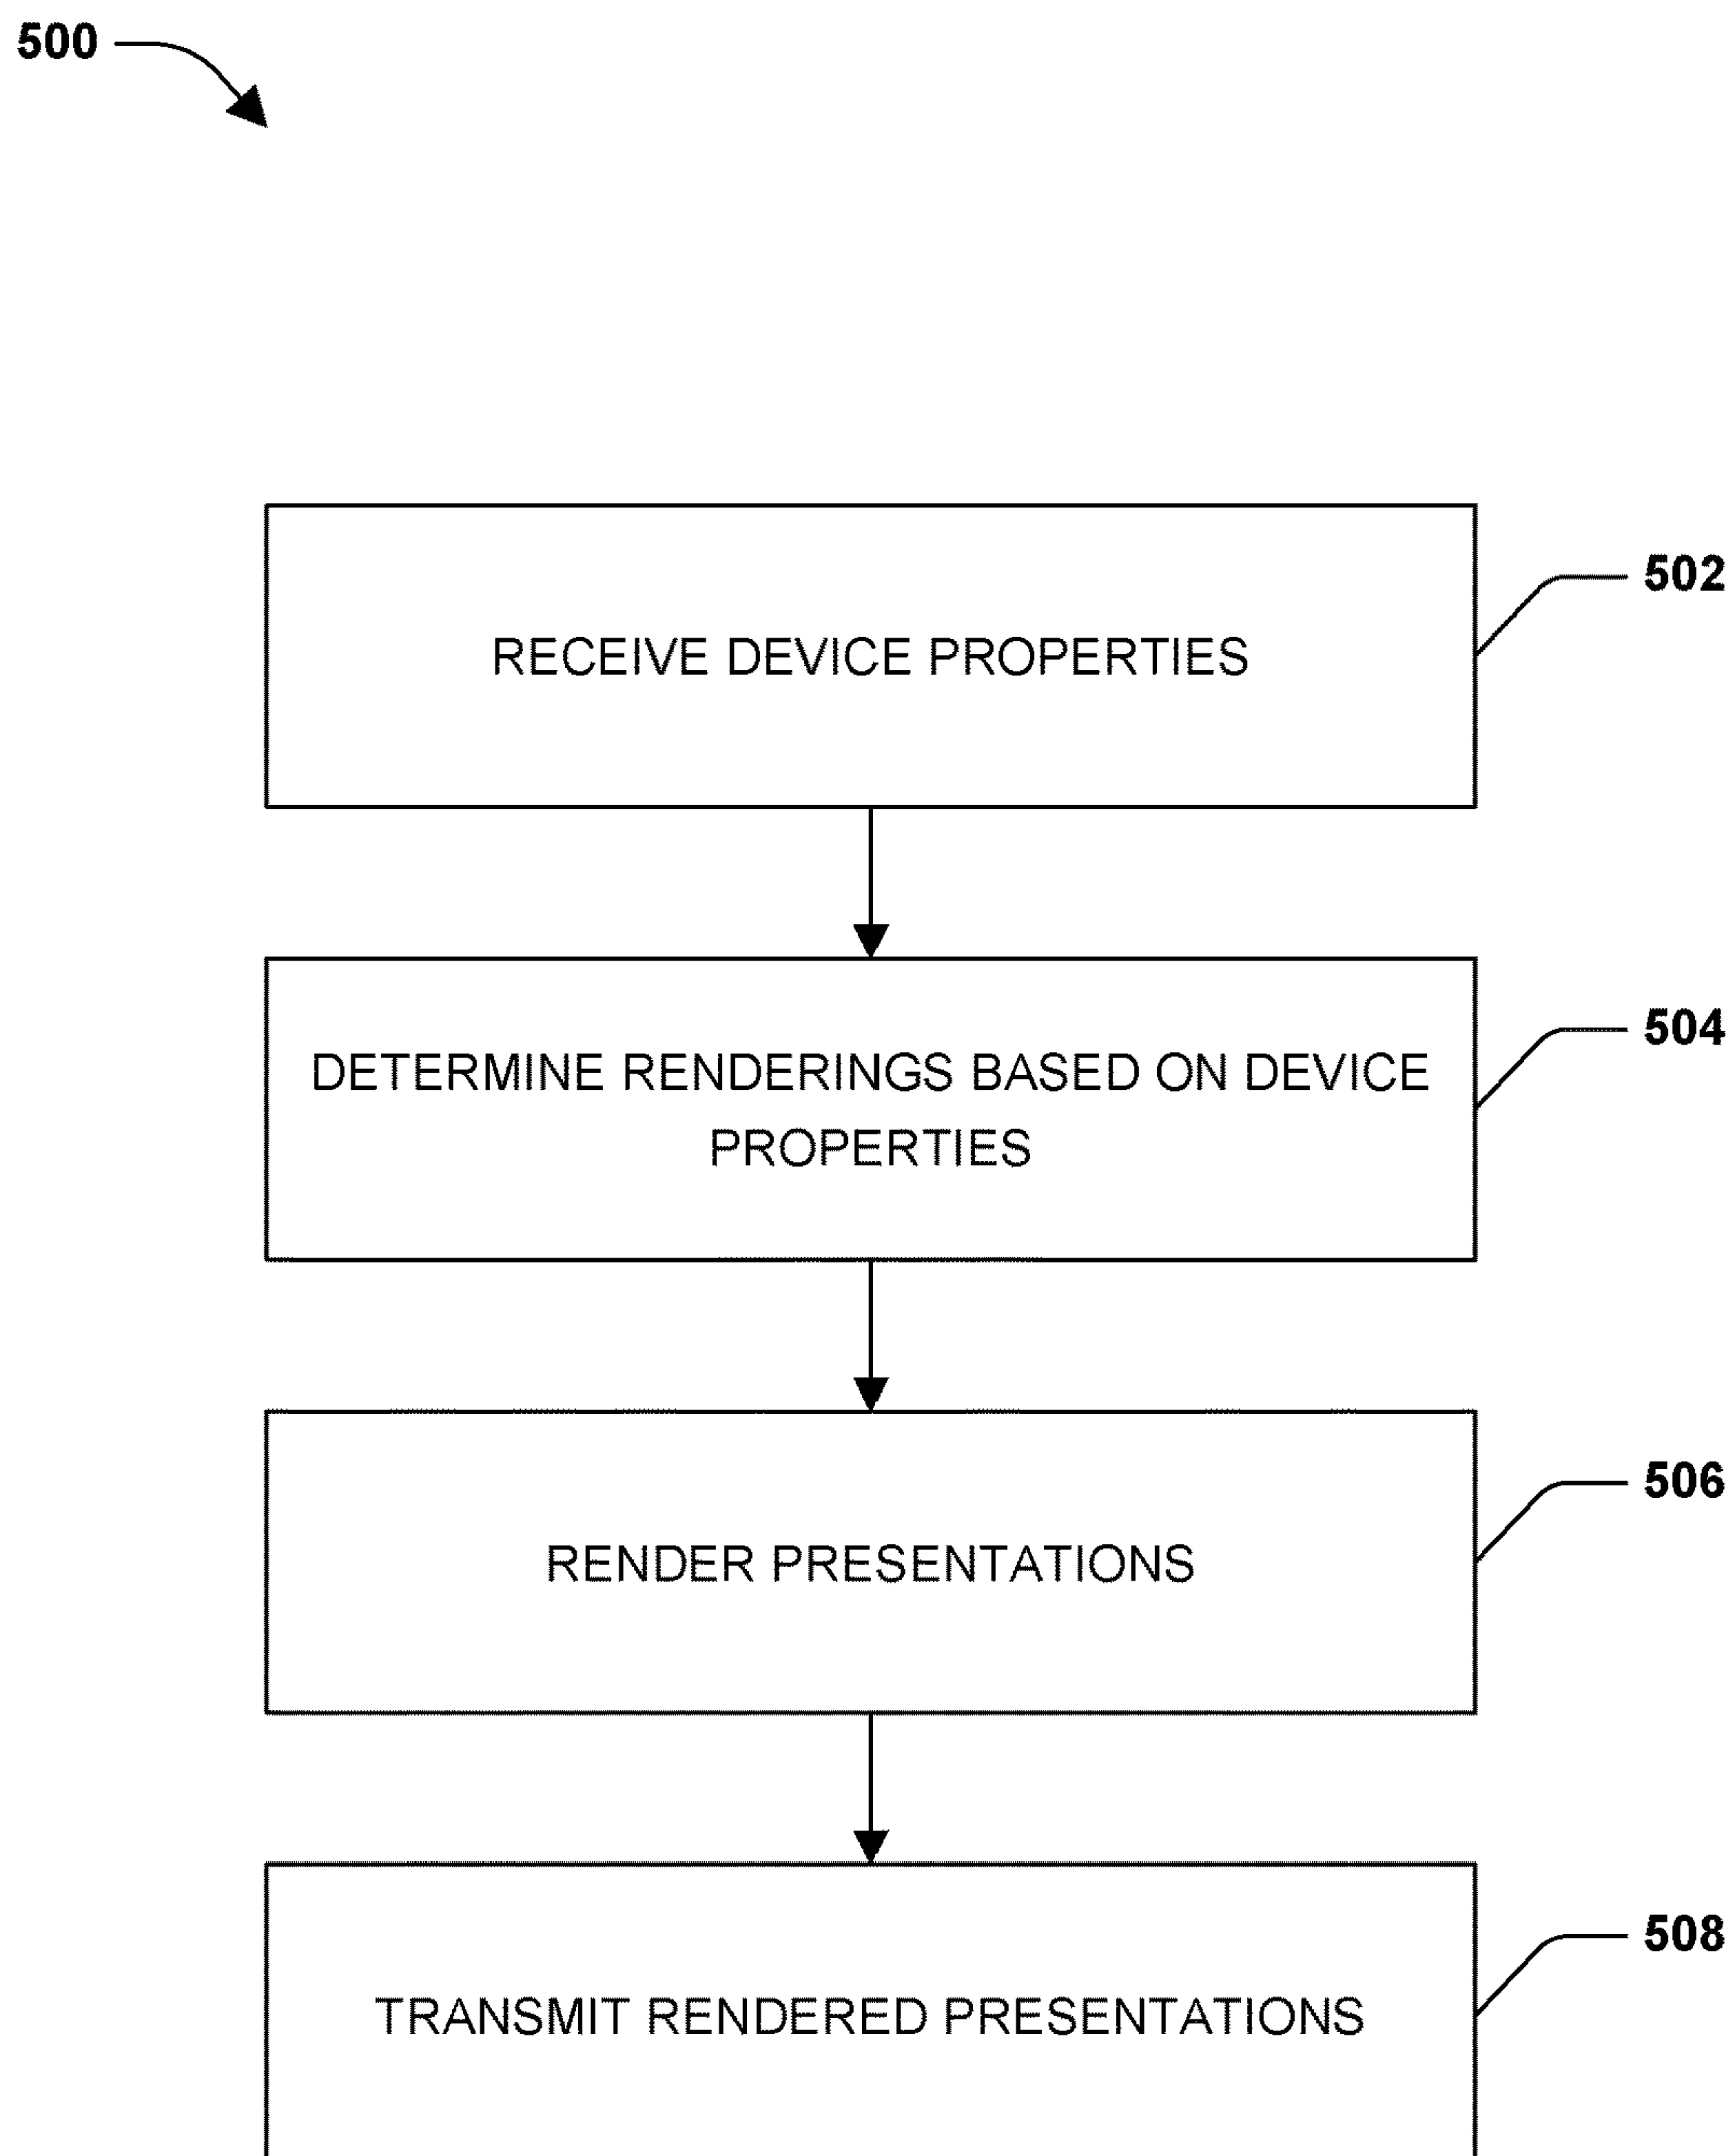 500
RECEIVE DEVICE PROPERTIES
502
DETERMINE RENDERINGS BASED ON DEVICE
PROPERTIES
504
RENDER PRESENTATIONS
506
TRANSMIT RENDERED PRESENTATIONS
508